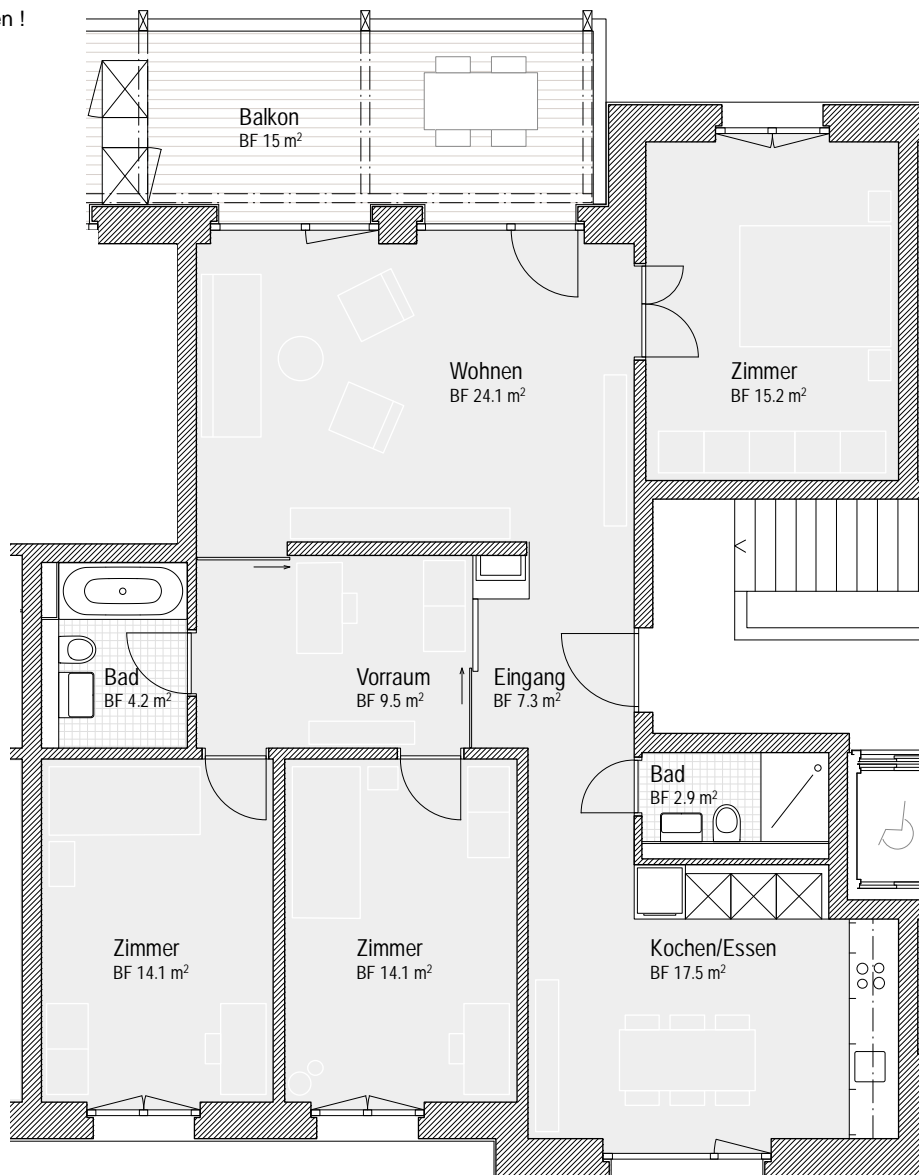 en !
Balkon
BF 15 m²
Wohnen
BF 24.1 m²
Zimmer
BF 15.2 m²
Bad
BF 4.2 m²
Vorraum
BF 9.5 m²
Eingang
BF 7.3 m²
Bad
BF 2.9 m²
Zimmer
BF 14.1 m²
Zimmer
BF 14.1 m²
Kochen/Essen
BF 17.5 m²